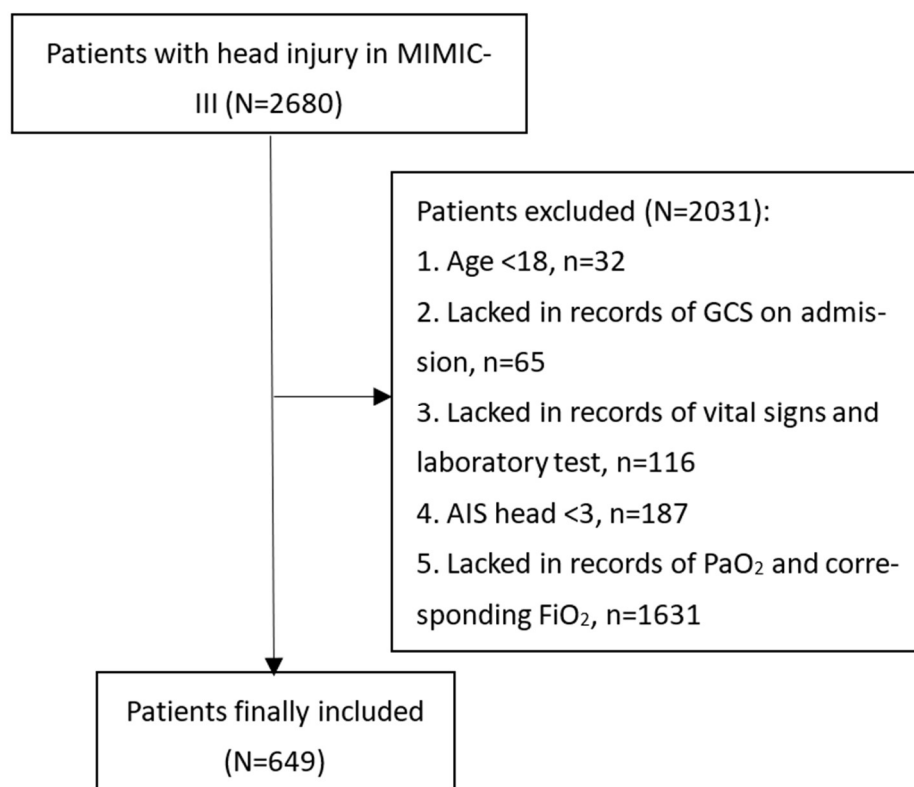 Patients with head injury in MIMIC-
III (N=2680)
Patients excluded (N=2031):
1. Age <18, n=32
2. Lacked in records of GCS on admis-
sion, n=65
3. Lacked in records of vital signs and
laboratory test, n=116
4. AIS head <3, n=187
5. Lacked in records of PaO₂ and corre-
sponding FiO₂, n=1631
Patients finally included
(N=649)